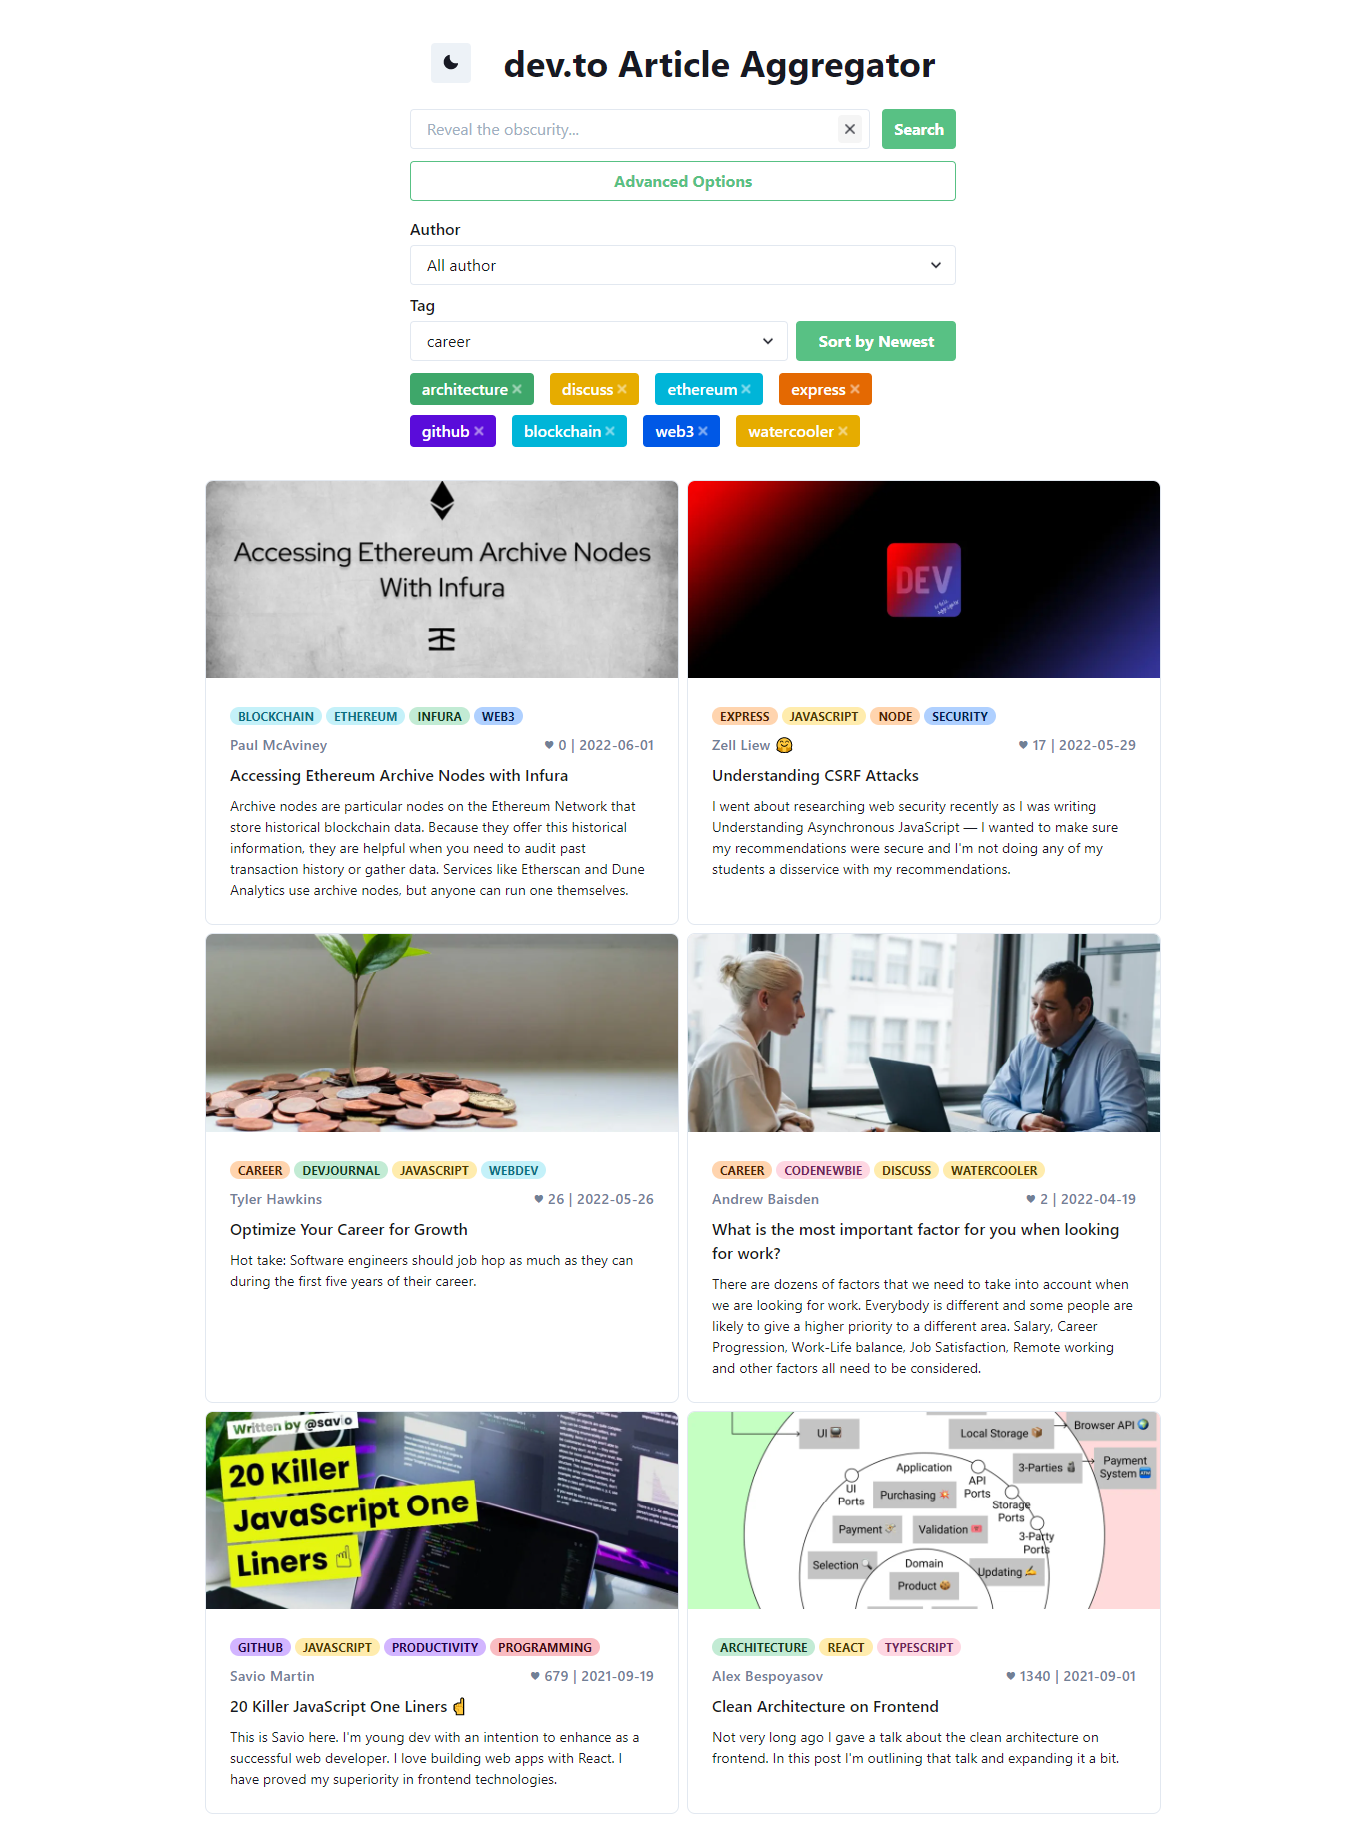 dev.to Article Aggregator
Reveal the obscurity...
Search
Advanced Options
Author
All author
Tag
career
Sort by Newest
architecture
discuss
ethereum
express
github
blockchain
web3
watercooler
Accessing Ethereum Archive Nodes
With Infura
BLOCKCHAIN ETHEREUM INFURA WEB3
Paul McAviney
0 | 2022-06-01
Accessing Ethereum Archive Nodes with Infura
Archive nodes are particular nodes on the Ethereum Network that
store historical blockchain data. Because they offer this historical
information, they are helpful when you need to audit past
transaction history or gather data. Services like Etherscan and Dune
Analytics use archive nodes, but anyone can run one themselves.
DEV
EXPRESS JAVASCRIPT NODE SECURITY
Zell Liew 🤗
17 | 2022-05-29
Understanding CSRF Attacks
I went about researching web security recently as I was writing
Understanding Asynchronous JavaScript — I wanted to make sure
my recommendations were secure and I'm not doing any of my
students a disservice with my recommendations.
CAREER DEVJOURNAL JAVASCRIPT WEBDEV
Tyler Hawkins
26 | 2022-05-26
Optimize Your Career for Growth
Hot take: Software engineers should job hop as much as they can
during the first five years of their career.
CAREER CODENEWBIE DISCUSS WATERCOOLER
Andrew Baisden
2 | 2022-04-19
What is the most important factor for you when looking
for work?
There are dozens of factors that we need to take into account when
we are looking for work. Everybody is different and some people are
likely to give a higher priority to a different area. Salary, Career
Progression, Work-Life balance, Job Satisfaction, Remote working
and other factors all need to be considered.
Written by @savio
20 Killer
JavaScript One
Liners ☝
GITHUB JAVASCRIPT PRODUCTIVITY PROGRAMMING
Savio Martin
679 | 2021-09-19
20 Killer JavaScript One Liners ☝
This is Savio here. I'm young dev with an intention to enhance as a
successful web developer. I love building web apps with React. I
have proved my superiority in frontend technologies.
UI
Local Storage
Browser API
Application
3-Parties
Payment
System
UI
Ports
API
Ports
Purchasing
Storage
Ports
Payment
Validation
3-Party
Ports
Selection
Domain
Updating
Product
ARCHITECTURE REACT TYPESCRIPT
Alex Bespoyasov
1340 | 2021-09-01
Clean Architecture on Frontend
Not very long ago I gave a talk about the clean architecture on
frontend. In this post I'm outlining that talk and expanding it a bit.